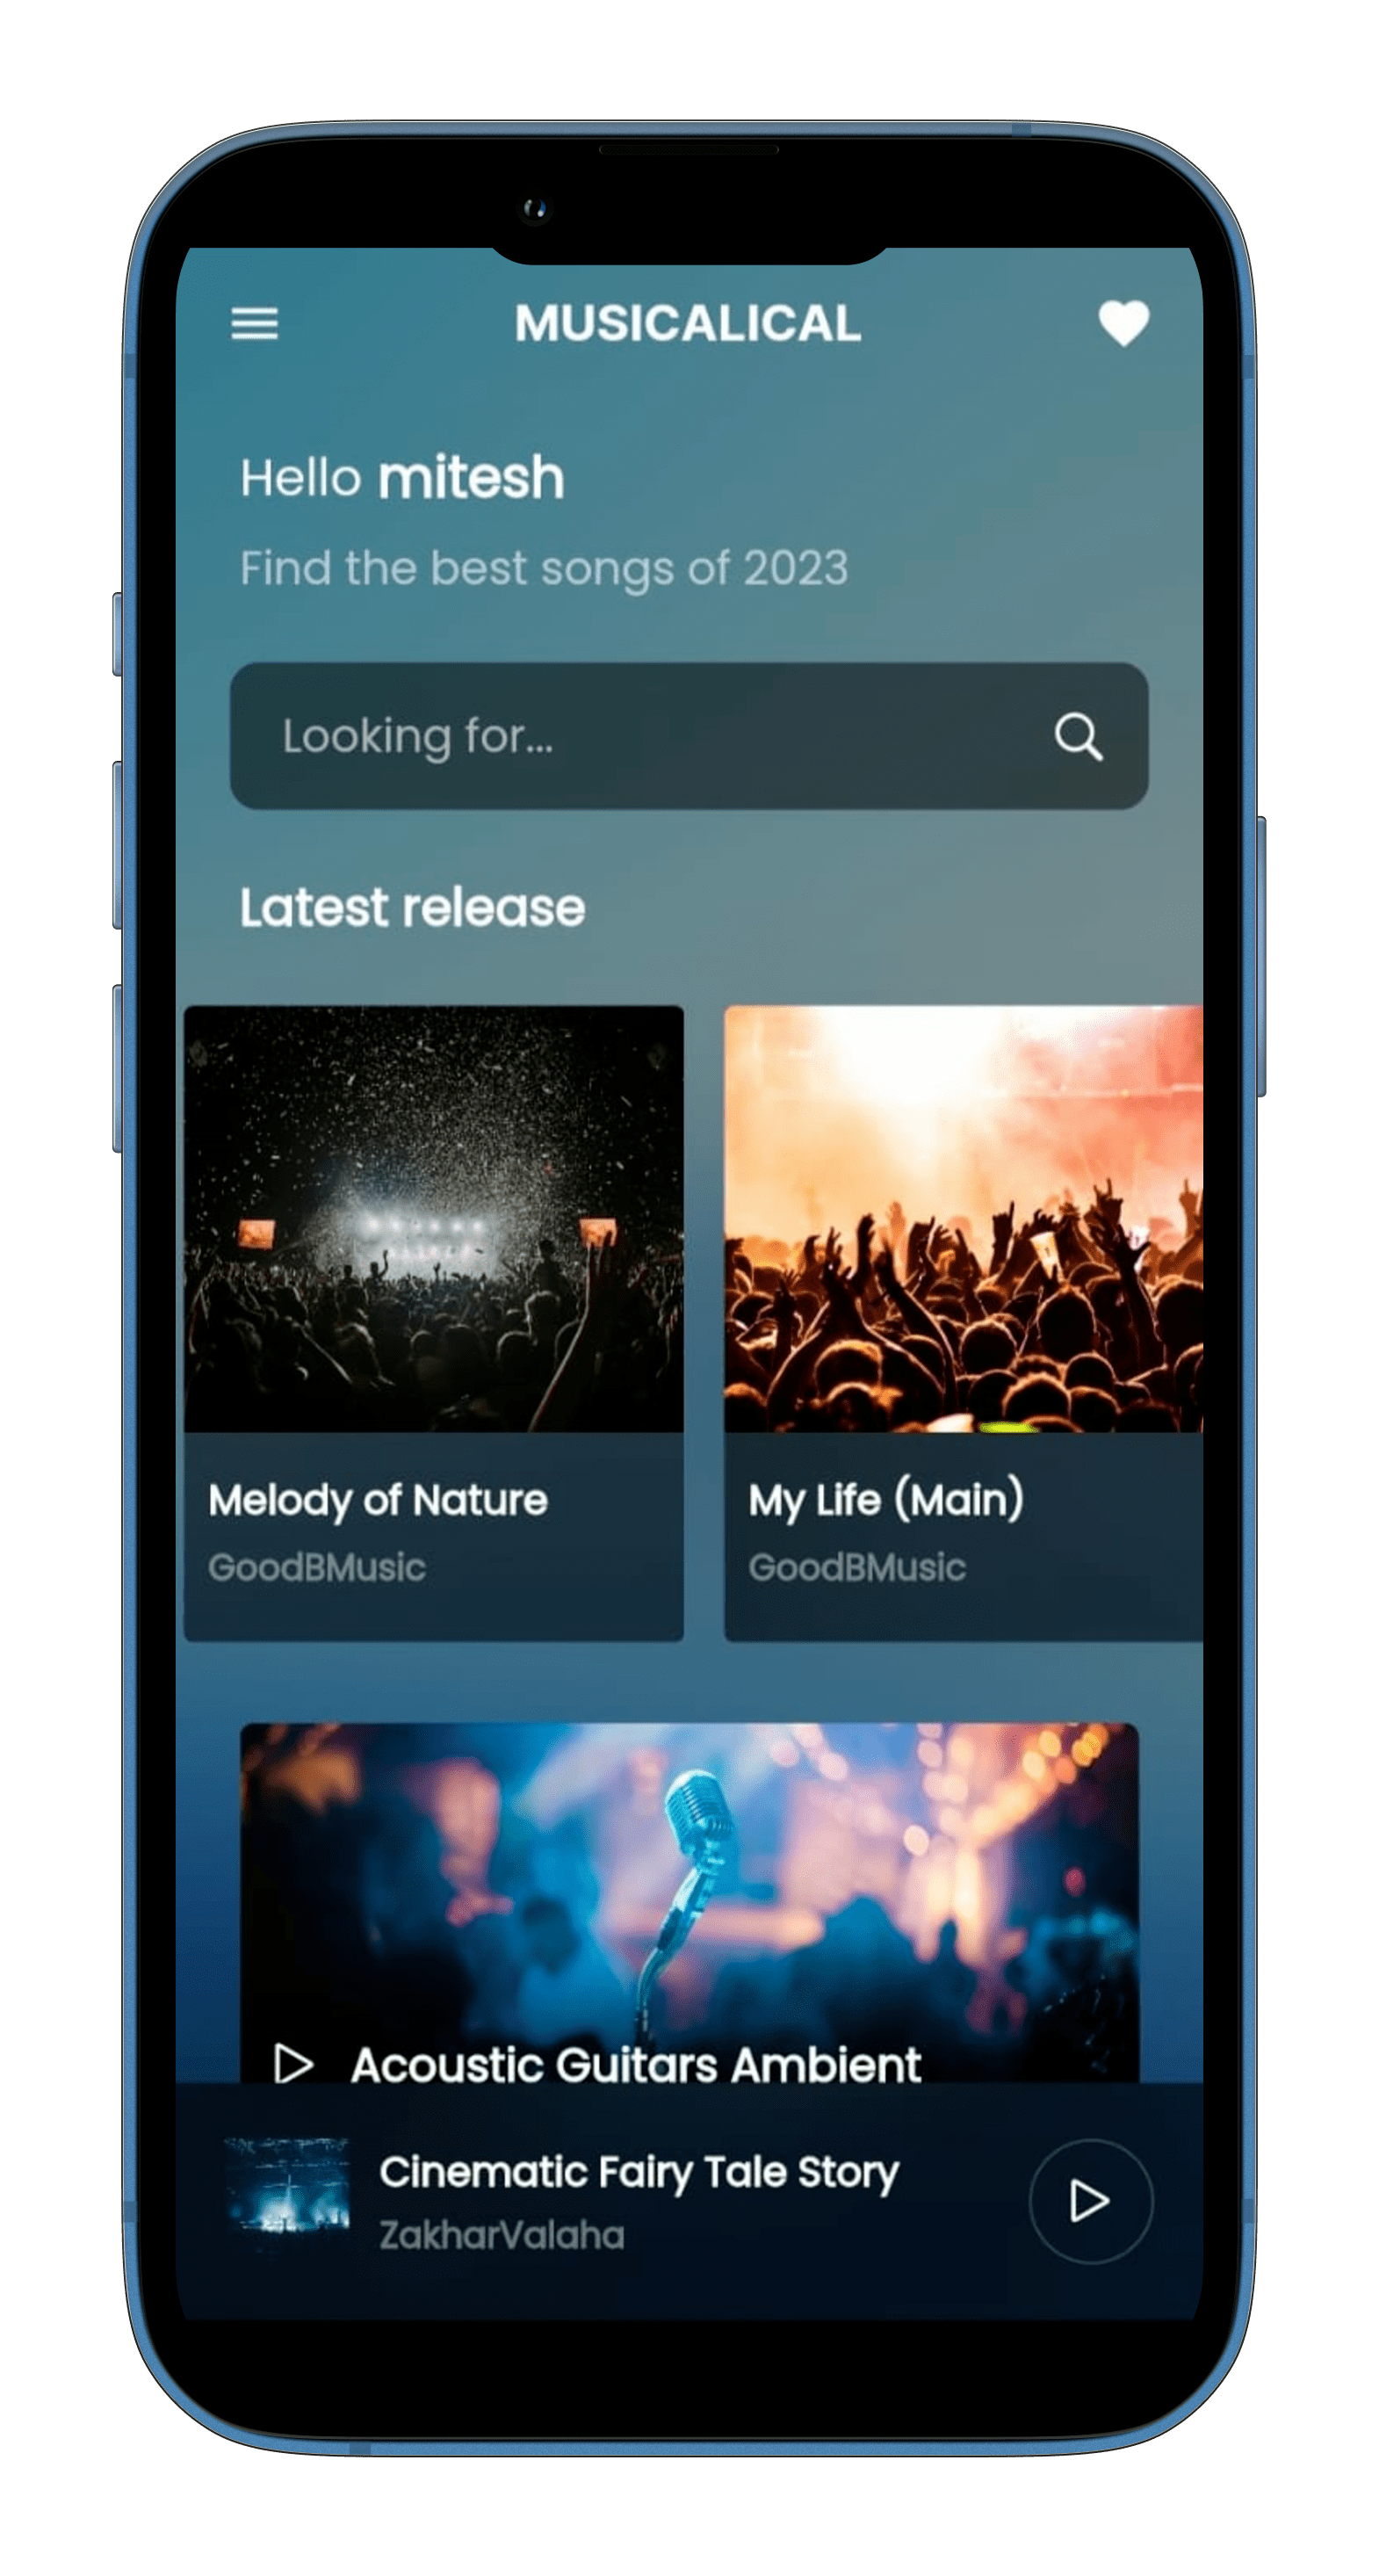 MUSICALICAL
Hello mitesh
Find the best songs of 2023
Looking for...
Latest release
Melody of Nature
GoodBMusic
My Life (Main)
GoodBMusic
Acoustic Guitars Ambient
Cinematic Fairy Tale Story
ZakharValaha